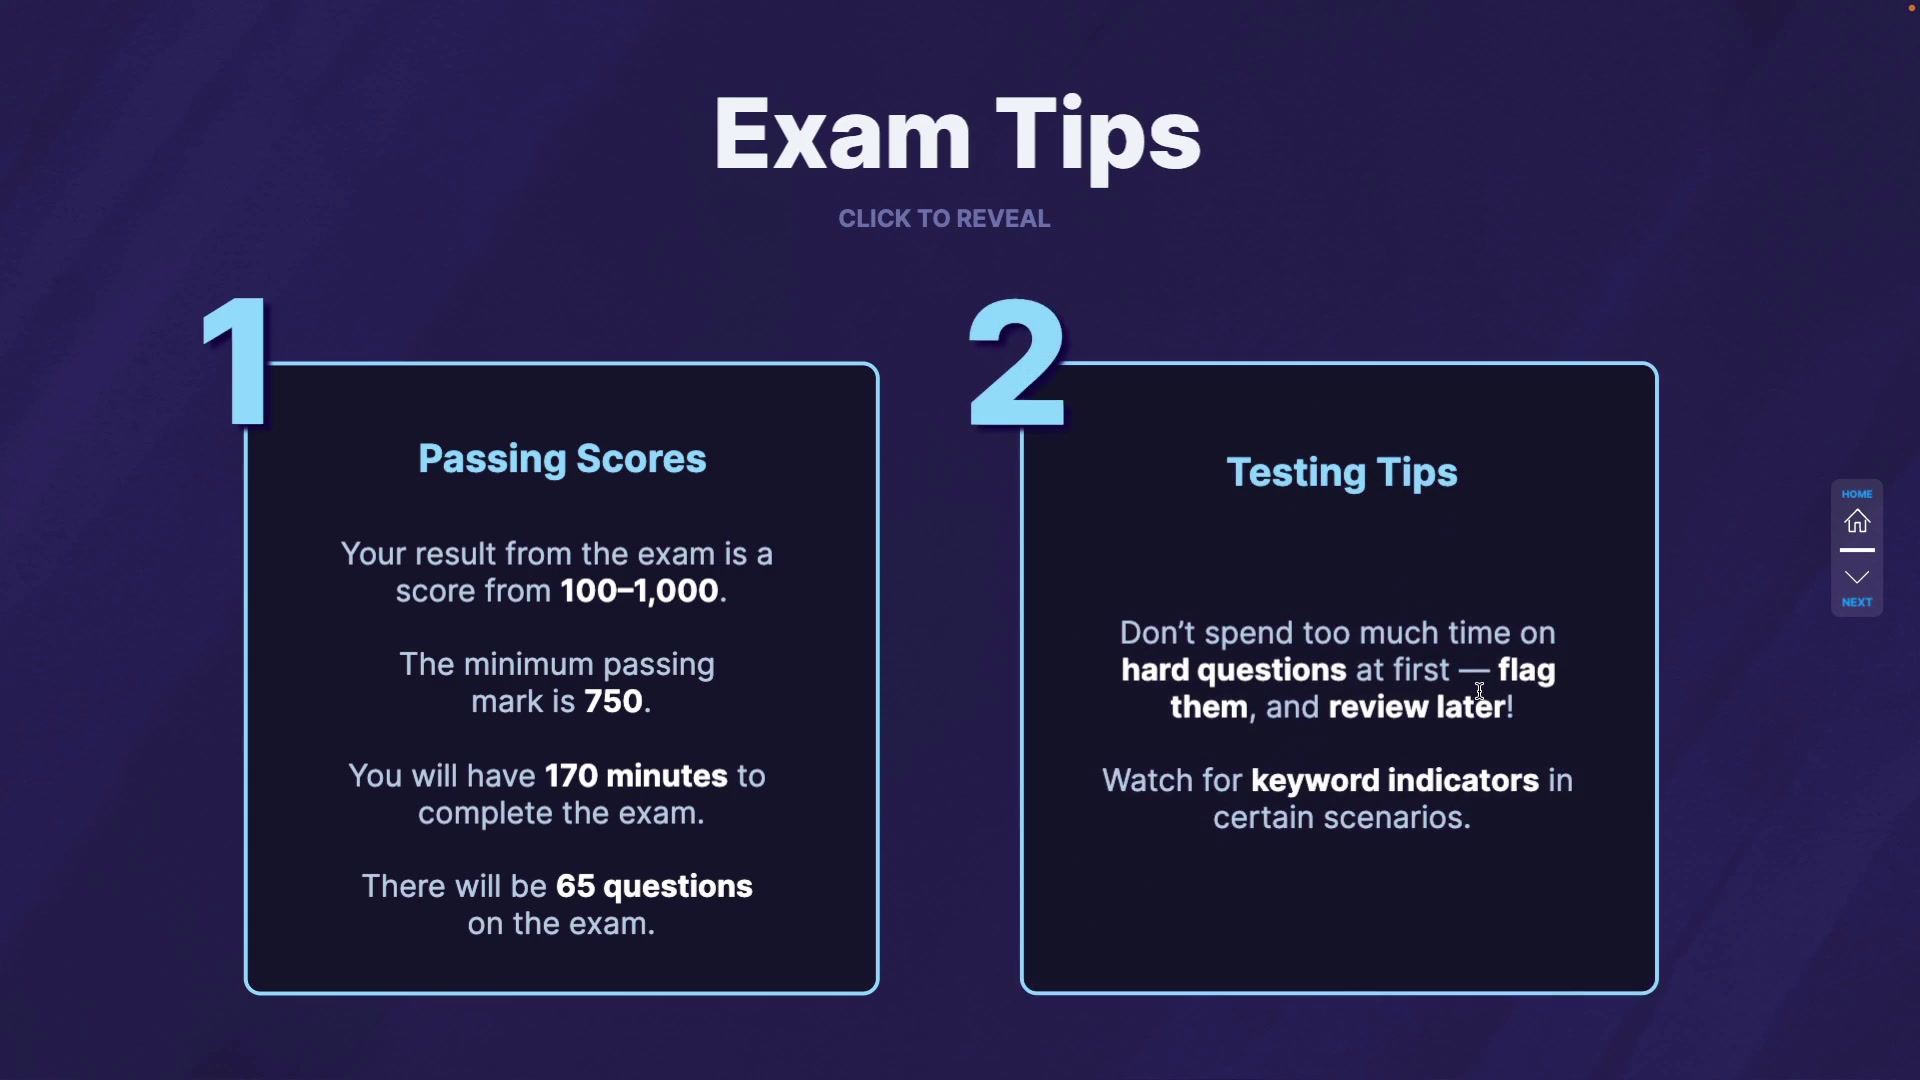 Exam Tips
CLICK TO REVEAL
1
Passing Scores
Your result from the exam is a
score from 100–1,000.
The minimum passing
mark is 750.
You will have 170 minutes to
complete the exam.
There will be 65 questions
on the exam.
2
Testing Tips
Don’t spend too much time on
hard questions at first — flag
them, and review later!
Watch for keyword indicators in
certain scenarios.
HOME
NEXT